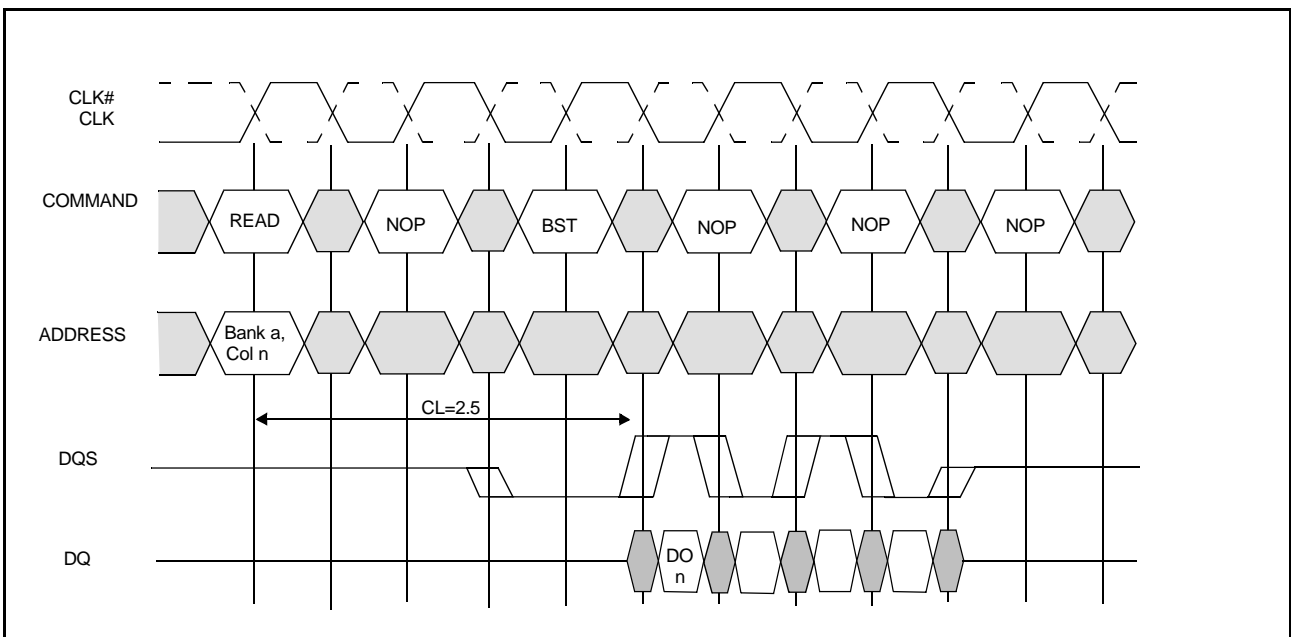 CLK#
CLK
COMMAND
READ
NOP
BST
NOP
NOP
NOP
ADDRESS
Bank a,
Col n
CL=2.5
DQS
DQ
DO
n